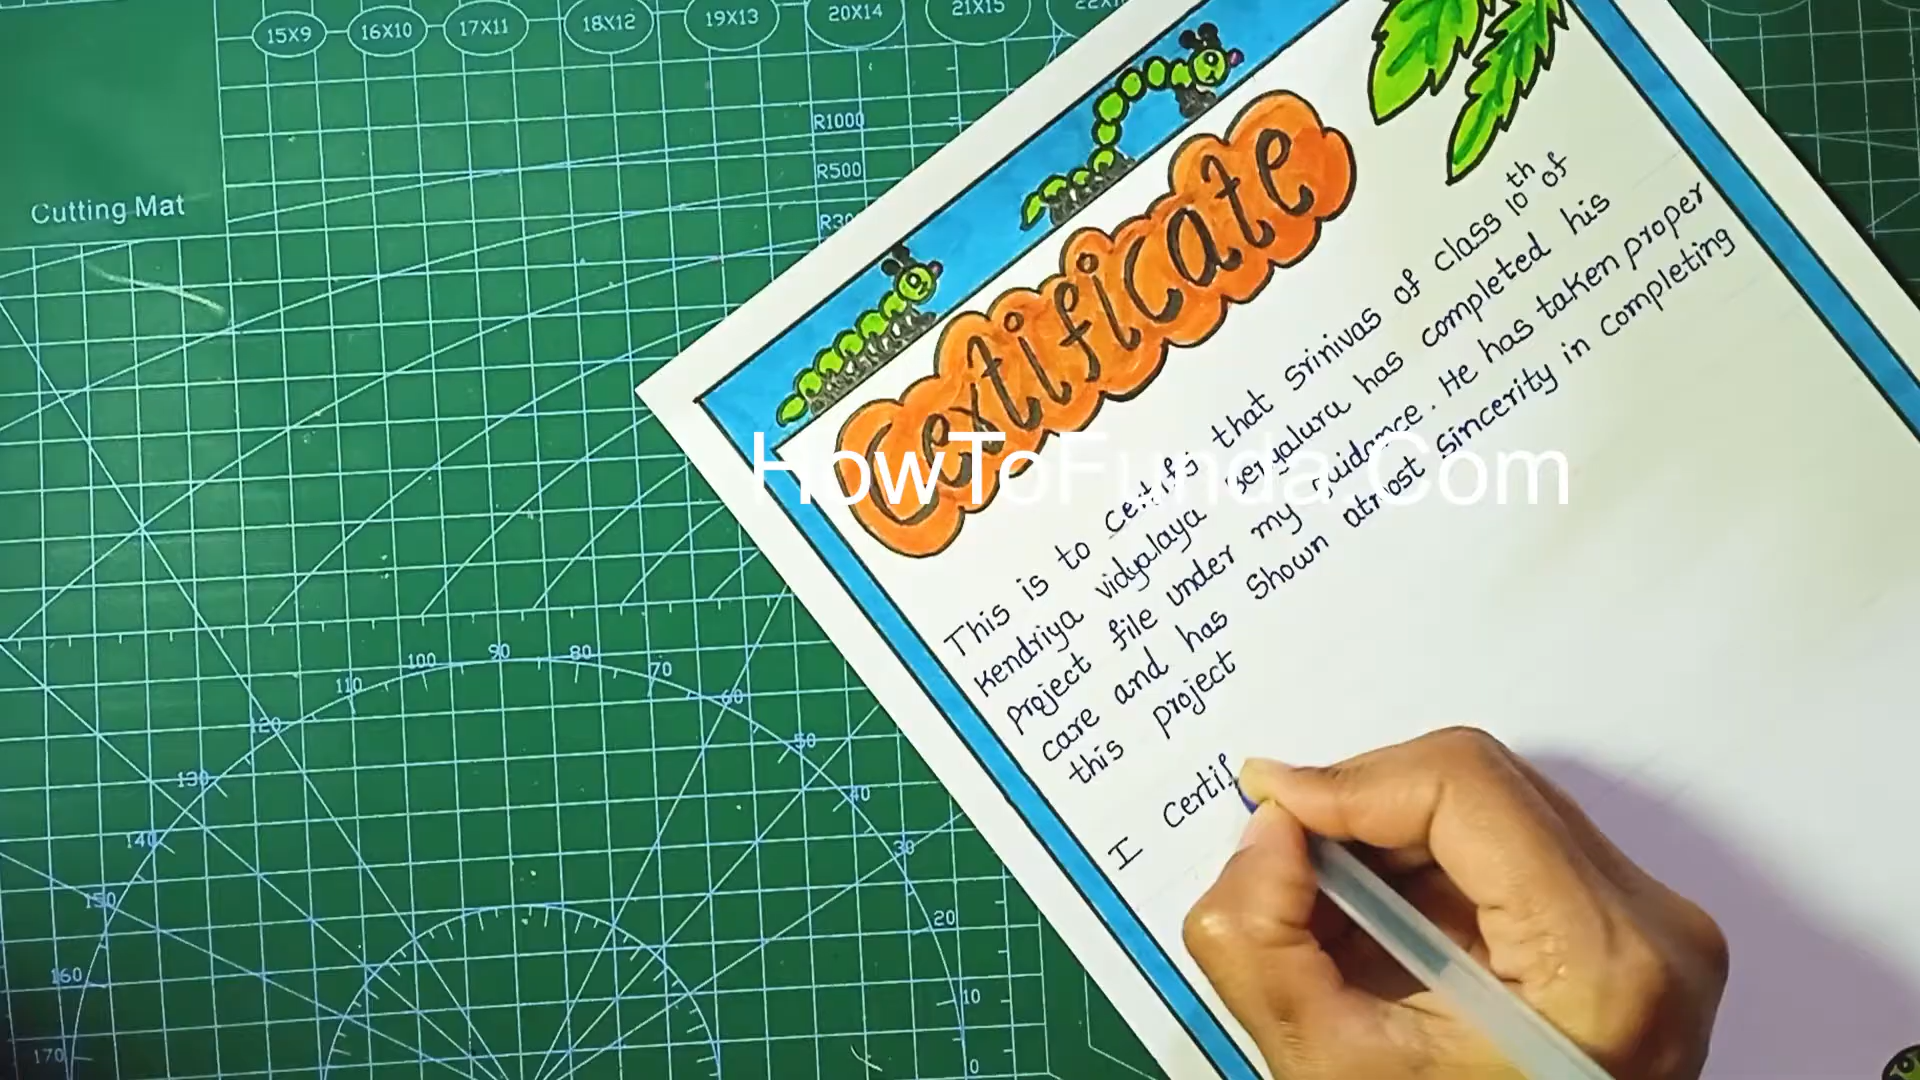 15X9 16X10 17X11 18X12 19X13 20X14 21X15
R1000
R500
Cutting Mat
Certificate
This is to certify that Srinivas of class 10th of
Kendriya vidyalaya has completed his
Project file under my guidance. He has taken proper
care and has Shown atmost sincerity in completing
this project
I Certif
HowToFunda.Com
110 100 90 80 70 60
120
130 50
140 40
150 30
160 20
170 10
0